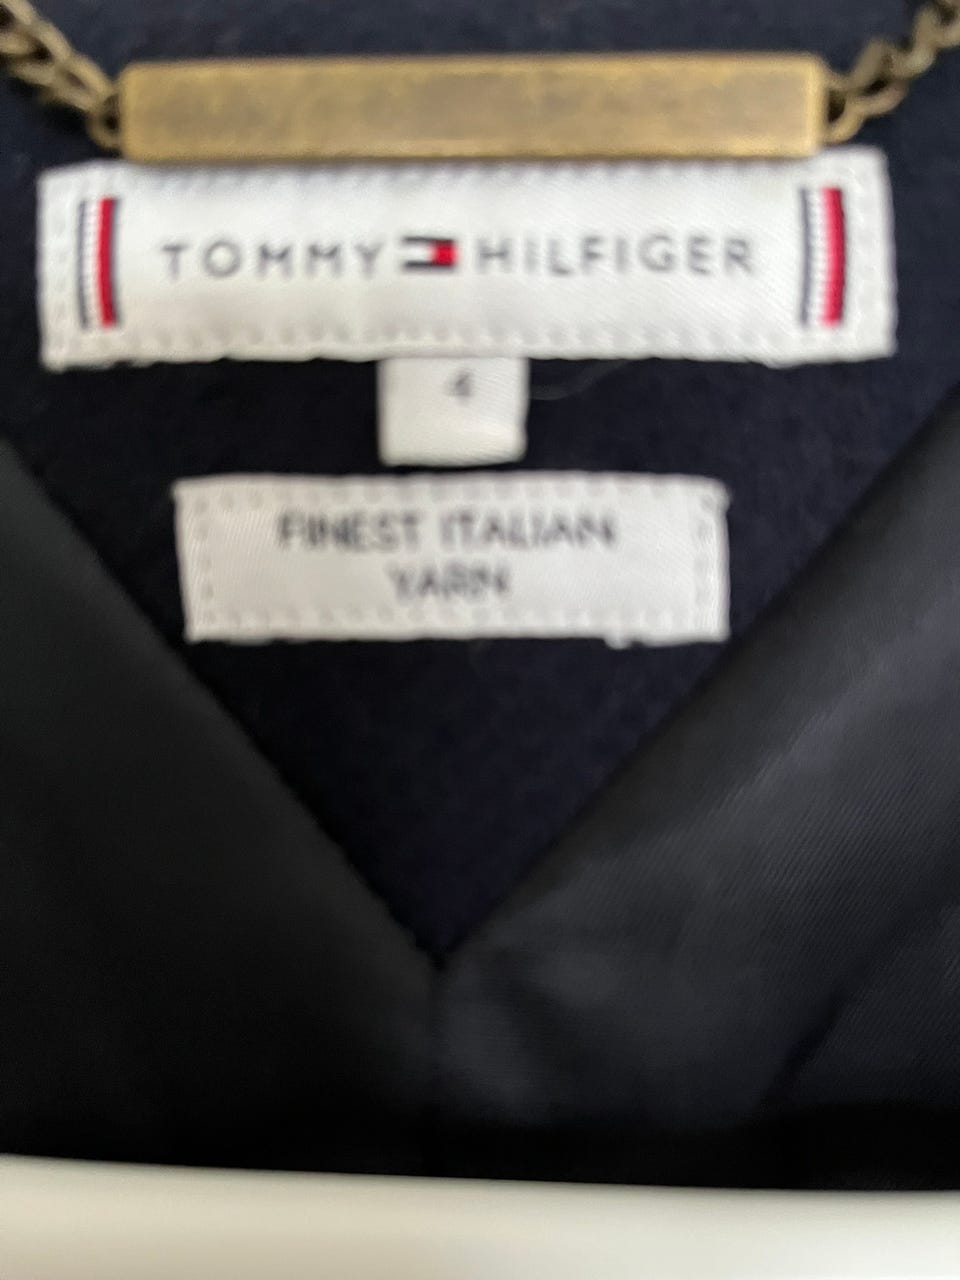 TOMMY HILFIGER
4
FINEST ITALIAN
YARN